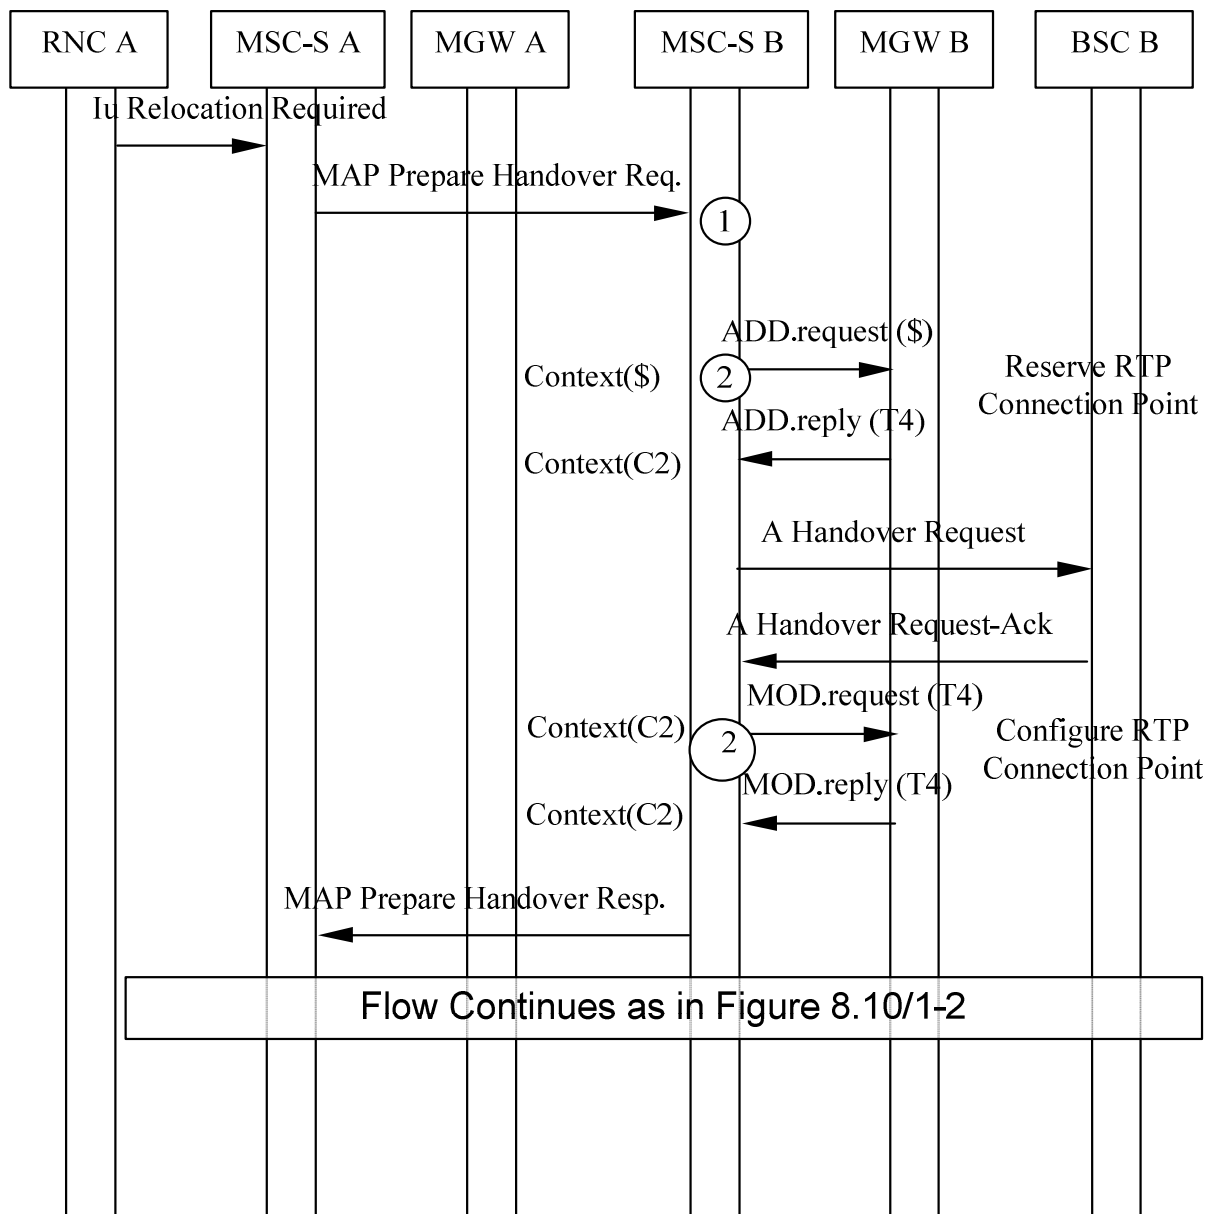 RNC A
MSC-S A
MGW A
MSC-S B
MGW B
BSC B
Iu Relocation Required
MAP Prepare Handover Req.
1
ADD.request ($)
Context($)
2
Reserve RTP
Connection Point
ADD.reply (T4)
Context(C2)
A Handover Request
A Handover Request-Ack
MOD.request (T4)
Context(C2)
2
Configure RTP
Connection Point
MOD.reply (T4)
Context(C2)
MAP Prepare Handover Resp.
Flow Continues as in Figure 8.10/1-2